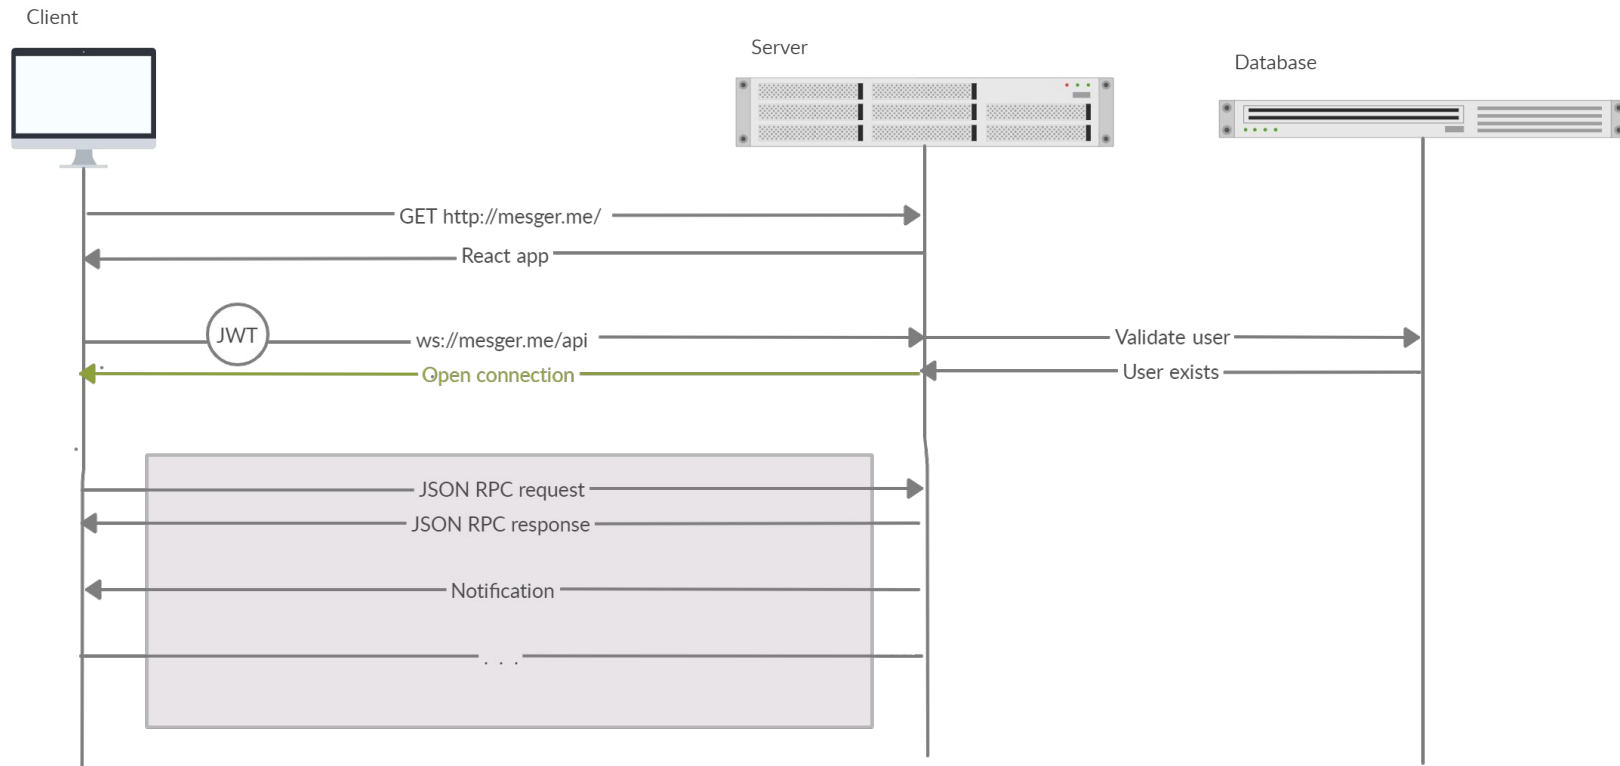 Client
Server
Database
GET http://mesger.me/
React app
JWT
ws://mesger.me/api
Validate user
Open connection
User exists
JSON RPC request
JSON RPC response
Notification
. . .